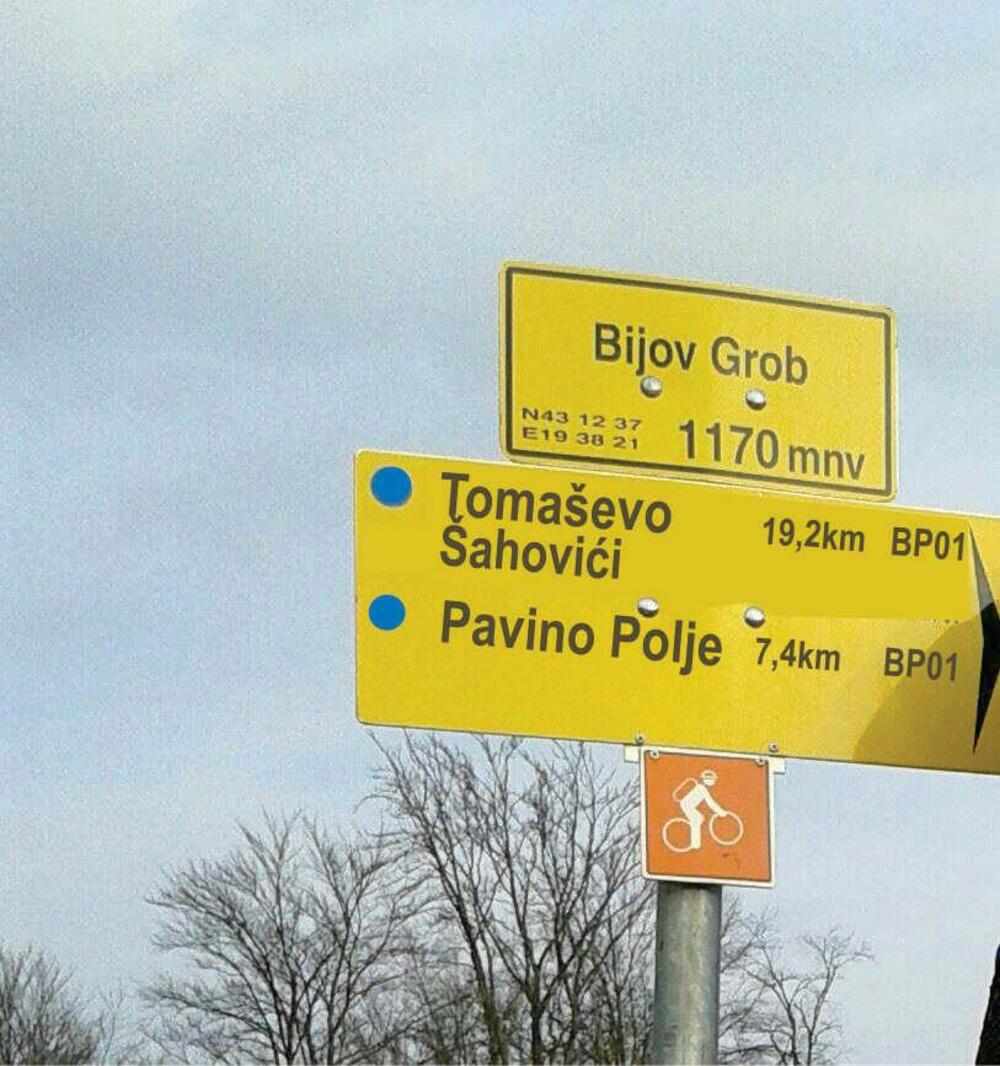 Bijov Grob
N43 12 37
E19 38 21
1170 mnv
Tomaševo 19,2km BP01
Šahovići
Pavino Polje 7,4km BP01